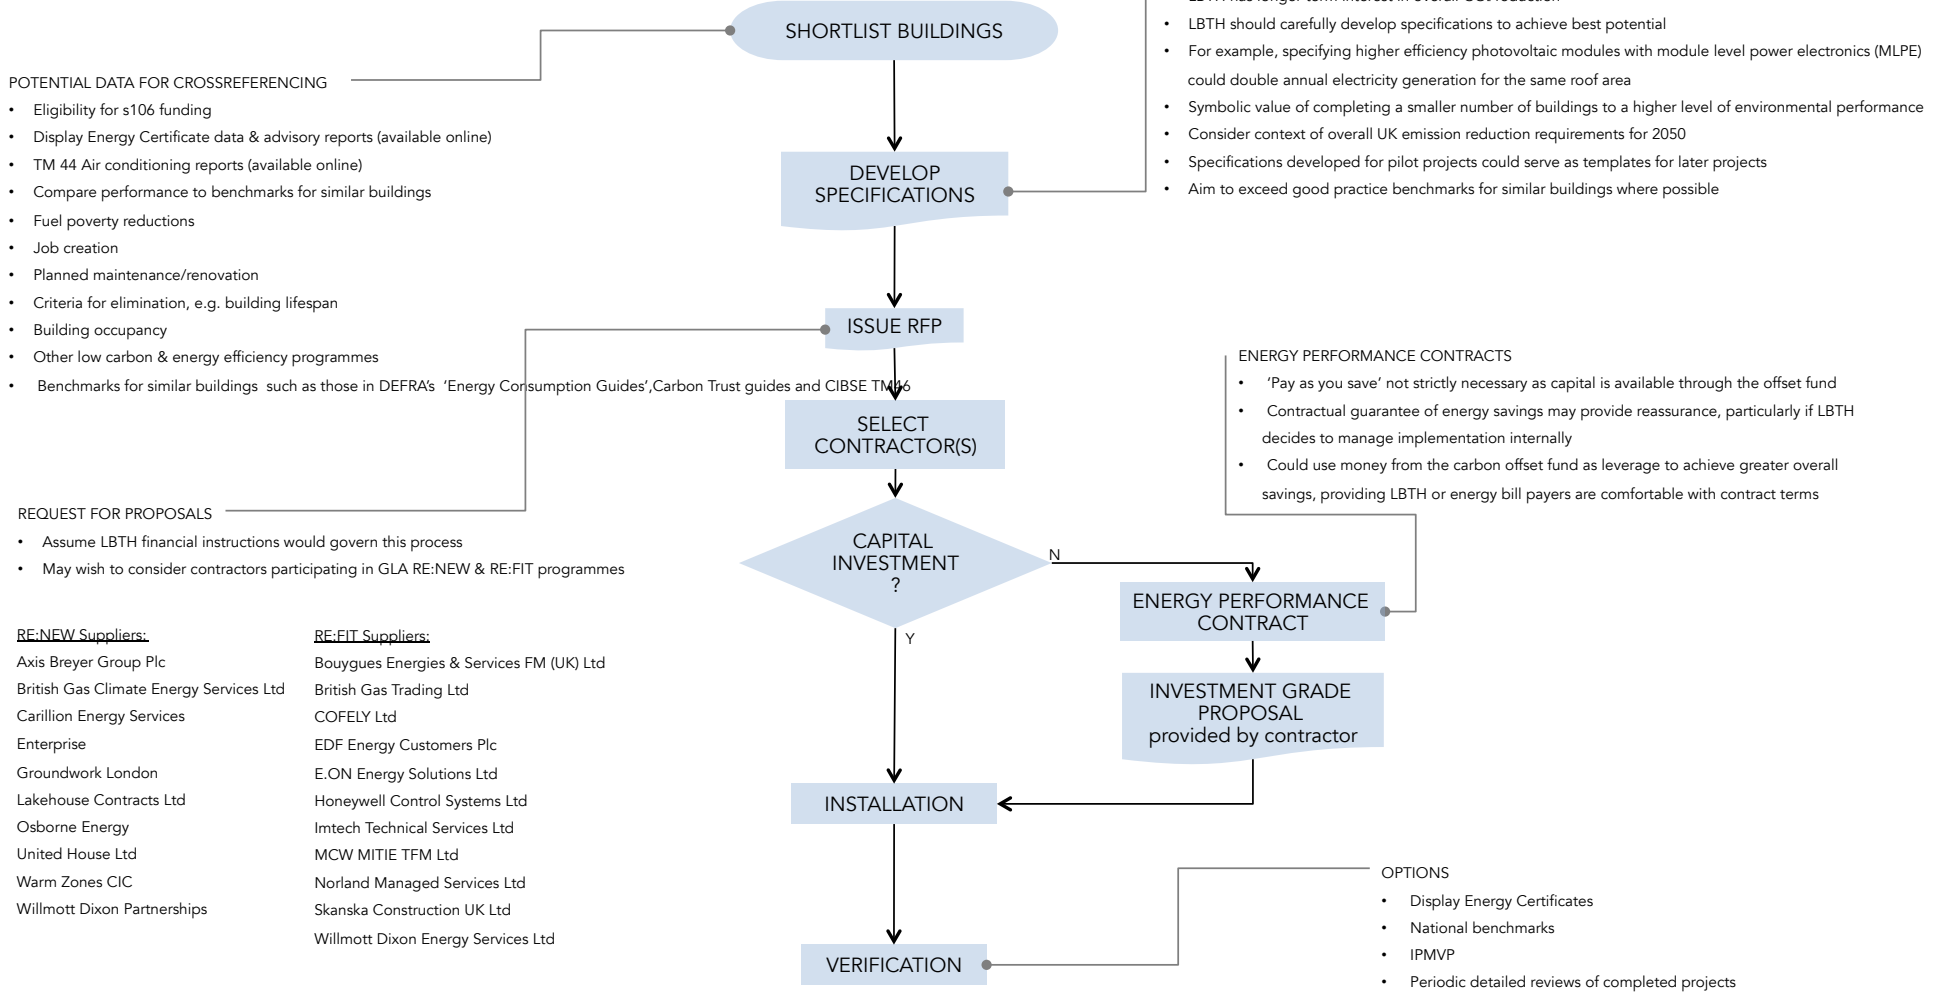 SHORTLIST BUILDINGS
POTENTIAL DATA FOR CROSSREFERENCING
• Eligibility for s106 funding
• Display Energy Certificate data & advisory reports (available online)
• TM 44 Air conditioning reports (available online)
• Compare performance to benchmarks for similar buildings
• Fuel poverty reductions
• Job creation
• Planned maintenance/renovation
• Criteria for elimination, e.g. building lifespan
• Building occupancy
• Other low carbon & energy efficiency programmes
• Benchmarks for similar buildings such as those in DEFRA's 'Energy Consumption Guides',Carbon Trust guides and CIBSE TM46
• LBTH should carefully develop specifications to achieve best potential
• For example, specifying higher efficiency photovoltaic modules with module level power electronics (MLPE)
could double annual electricity generation for the same roof area
• Symbolic value of completing a smaller number of buildings to a higher level of environmental performance
• Consider context of overall UK emission reduction requirements for 2050
• Specifications developed for pilot projects could serve as templates for later projects
• Aim to exceed good practice benchmarks for similar buildings where possible
DEVELOP
SPECIFICATIONS
ISSUE RFP
SELECT
CONTRACTOR(S)
CAPITAL
INVESTMENT
?
N
Y
ENERGY PERFORMANCE CONTRACTS
• 'Pay as you save' not strictly necessary as capital is available through the offset fund
• Contractual guarantee of energy savings may provide reassurance, particularly if LBTH
decides to manage implementation internally
• Could use money from the carbon offset fund as leverage to achieve greater overall
savings, providing LBTH or energy bill payers are comfortable with contract terms
ENERGY PERFORMANCE
CONTRACT
INVESTMENT GRADE
PROPOSAL
provided by contractor
REQUEST FOR PROPOSALS
• Assume LBTH financial instructions would govern this process
• May wish to consider contractors participating in GLA RE:NEW & RE:FIT programmes
RE:NEW Suppliers:
Axis Breyer Group Plc
British Gas Climate Energy Services Ltd
Carillion Energy Services
Enterprise
Groundwork London
Lakehouse Contracts Ltd
Osborne Energy
United House Ltd
Warm Zones CIC
Willmott Dixon Partnerships
RE:FIT Suppliers:
Bouygues Energies & Services FM (UK) Ltd
British Gas Trading Ltd
COFELY Ltd
EDF Energy Customers Plc
E.ON Energy Solutions Ltd
Honeywell Control Systems Ltd
Imtech Technical Services Ltd
MCW MITIE TFM Ltd
Norland Managed Services Ltd
Skanska Construction UK Ltd
Willmott Dixon Energy Services Ltd
INSTALLATION
VERIFICATION
OPTIONS
• Display Energy Certificates
• National benchmarks
• IPMVP
• Periodic detailed reviews of completed projects